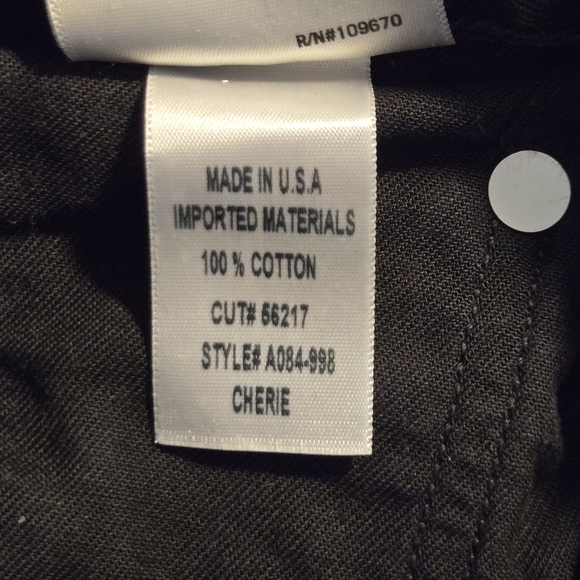 R/N#109670
MADE IN U.S.A
IMPORTED MATERIALS
100 % COTTON
CUT# 56217
STYLE# A084-998
CHERIE